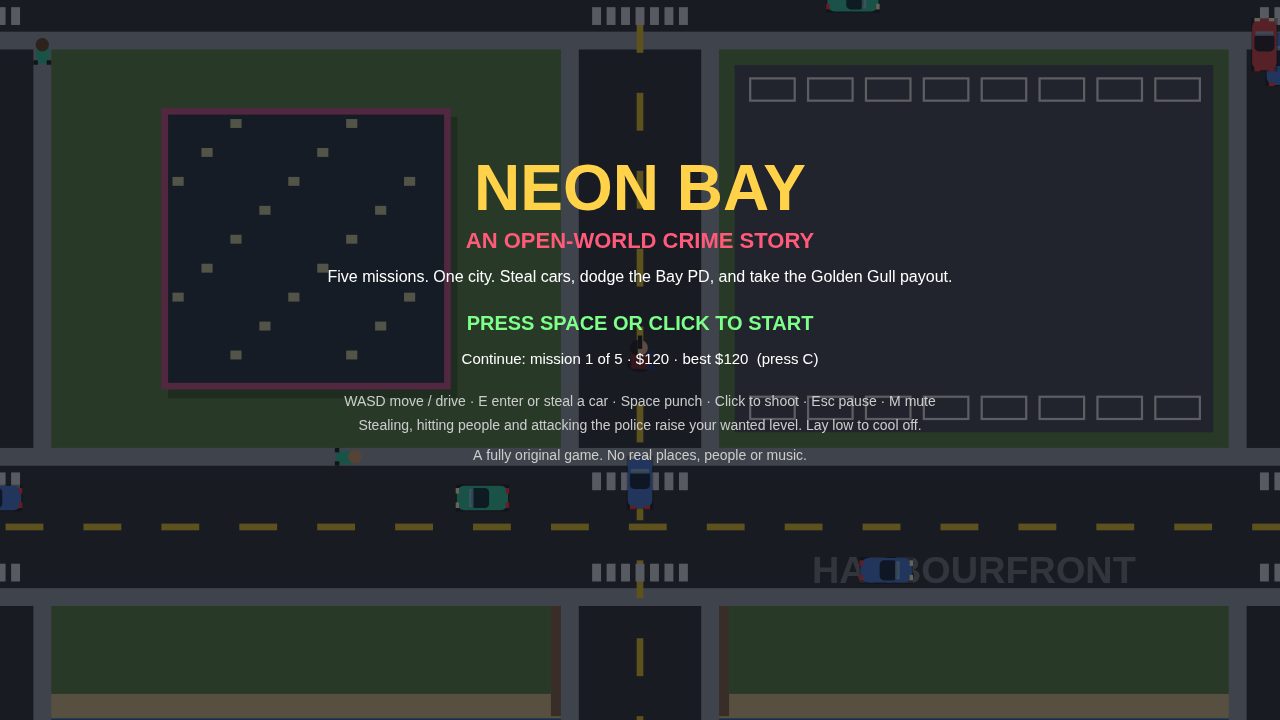 NEON BAY
AN OPEN-WORLD CRIME STORY
Five missions. One city. Steal cars, dodge the Bay PD, and take the Golden Gull payout.
PRESS SPACE OR CLICK TO START
Continue: mission 1 of 5 · $120 · best $120  (press C)
WASD move / drive · E enter or steal a car · Space punch · Click to shoot · Esc pause · M mute
Stealing, hitting people and attacking the police raise your wanted level. Lay low to cool off.
A fully original game. No real places, people or music.
HARBOURFRONT